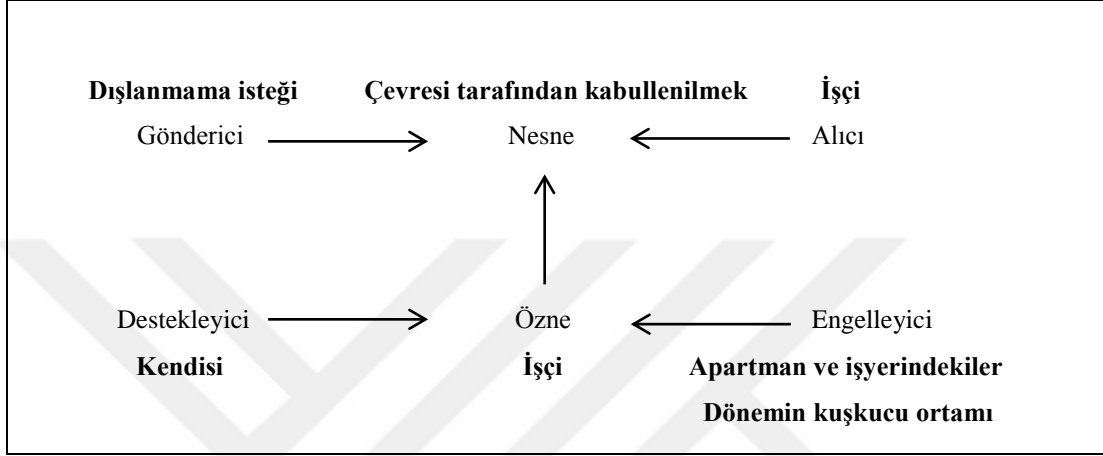 Dışlanmama isteği Çevresi tarafından kabullenilmek İşçi
Gönderici Nesne Alıcı
Destekleyici Özne Engelleyici
Kendisi İşçi Apartman ve işyerindekiler
Dönemin kuşkucu ortamı